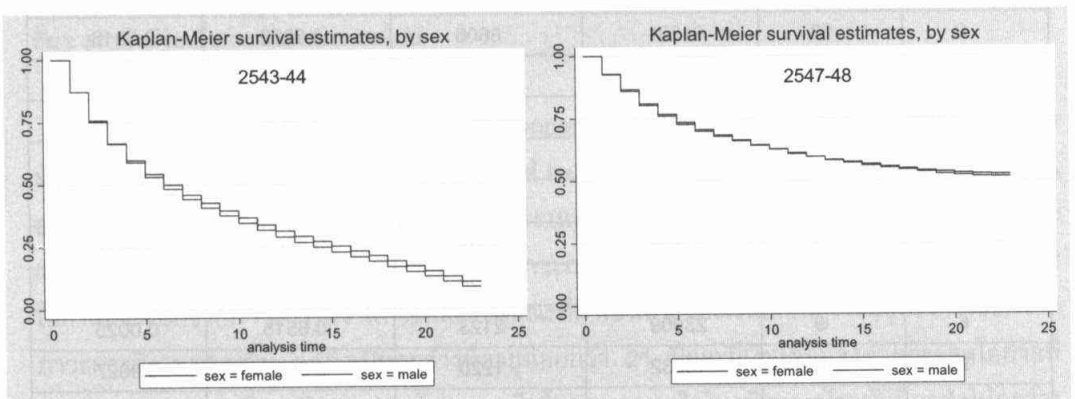 Kaplan-Meier survival estimates, by sex
2543-44
1.00
0.75
0.50
0.25
0.00
0 5 10 15 20 25
analysis time
sex = female sex = male
Kaplan-Meier survival estimates, by sex
2547-48
1.00
0.75
0.50
0.25
0.00
0 5 10 15 20 25
analysis time
sex = female sex = male